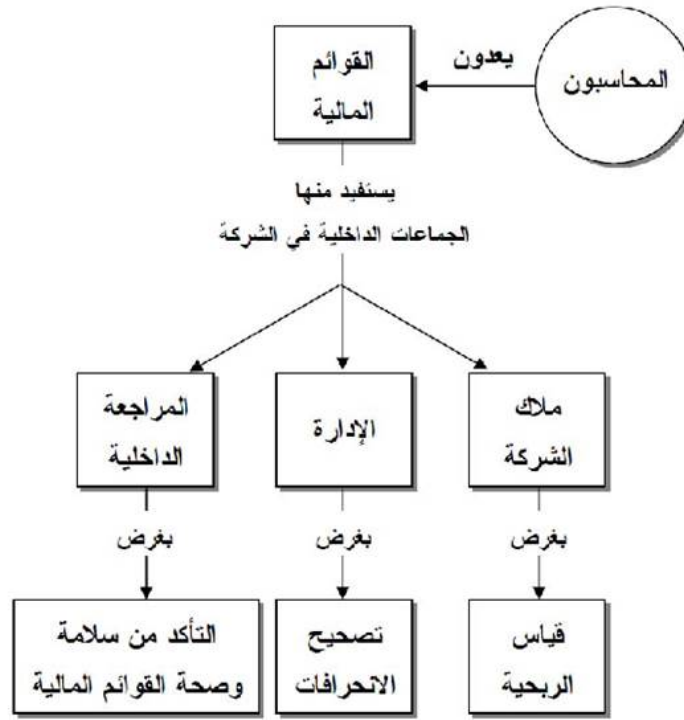 المحاسبون
يعدون
القوائم
المالية
يستفيد منها
الجماعات الداخلية في الشركة
ملاك
الشركة
الإدارة
المراجعة
الداخلية
بغرض
بغرض
بغرض
قياس
الربحية
تصحيح
الانحرافات
التأكد من سلامة
وصحة القوائم المالية